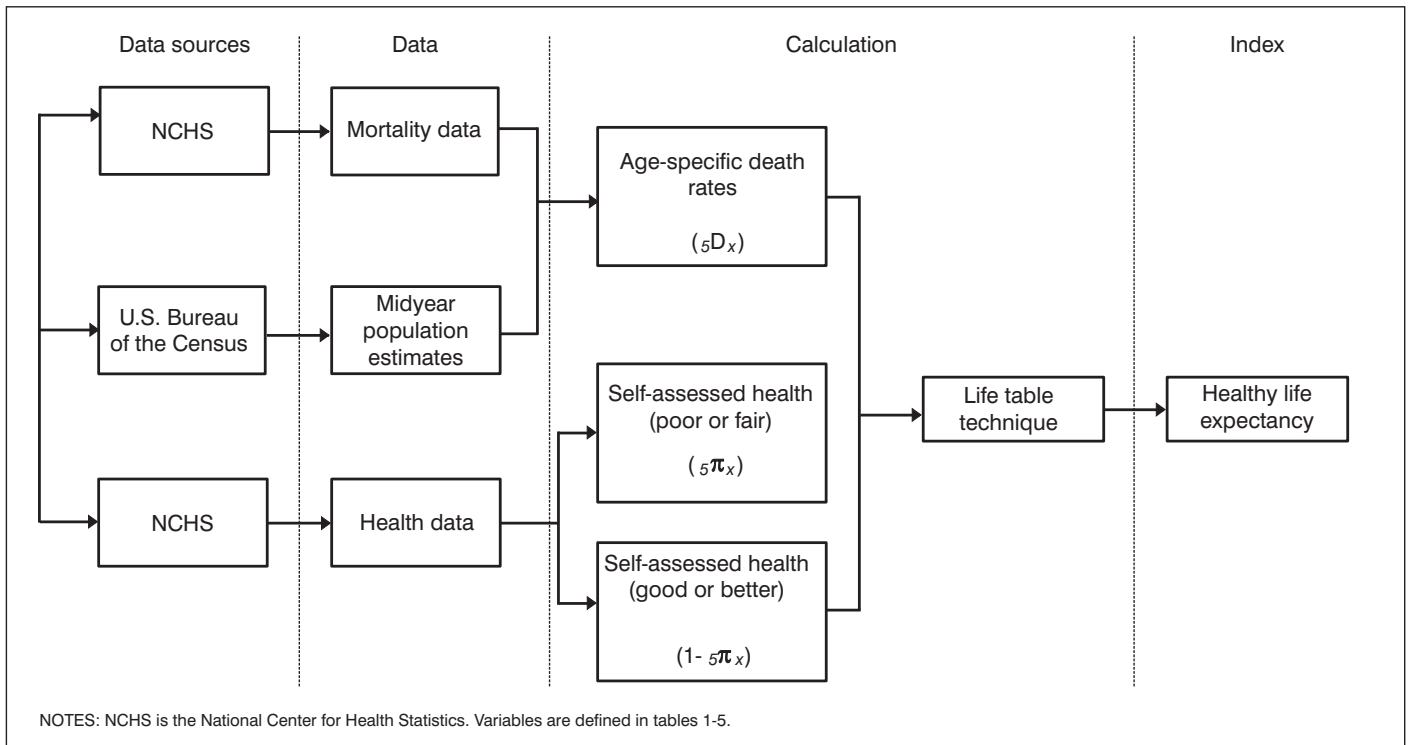 Data sources
Data
Calculation
Index
NCHS
Mortality data
Age-specific death
rates
(₅Dₓ)
U.S. Bureau
of the Census
Midyear
population
estimates
Self-assessed health
(poor or fair)
(₅πₓ)
Life table
technique
Healthy life
expectancy
NCHS
Health data
Self-assessed health
(good or better)
(1- ₅πₓ)
NOTES: NCHS is the National Center for Health Statistics. Variables are defined in tables 1-5.